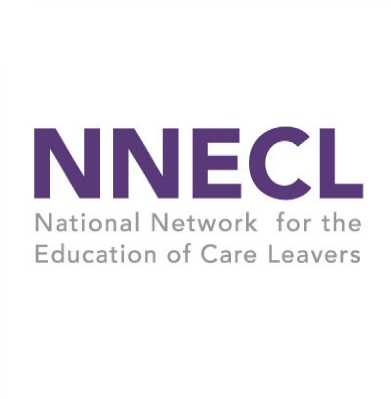 NNECL
National Network for the
Education of Care Leavers